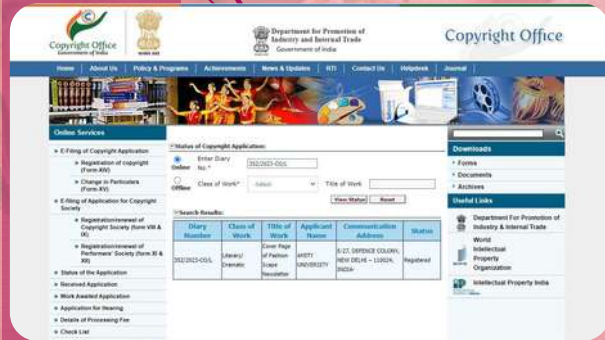 Copyright Office
Government of India
Department for Promotion of
Industry and Internal Trade
Government of India
Copyright Office
Home
About Us
Policy & Programs
Achievements
News & Updates
RTI
Contact Us
Helpdesk
Journal
Online Services
E-Filing of Copyright Application
Registration of copyright
(Form-XIV)
Change in Particulars
(Form-XV)
E-Filing of Application for Copyright
Society
Registration/renewal of
Copyright Society (form VIII &
IX)
Registration/renewal of
Performers' Society (form XI &
XII)
Status of the Application
Received Application
Work Awaited Application
Application for Hearing
Details of Processing Fee
Check List
Status of Copyright Application:
Online
Enter Diary
No.*
352/2023-CO/L
Offline
Class of Work*
-Select-
Title of Work
View Status
Reset
Search Results:
Diary
Number
Class of
Work
Title of
Work
Applicant
Name
Communication
Address
Status
352/2023-CO/L
Literary/
Dramatic
Cover Page
of Fashion
Scape
Newsletter
AMITY
UNIVERSITY
E-27, DEFENCE COLONY,
NEW DELHI - 110024,
INDIA-
Registered
Downloads
Forms
Documents
Archives
Useful Links
Department For Promotion of
Industry & Internal Trade
World
Intellectual
Property
Organization
Intellectual Property India